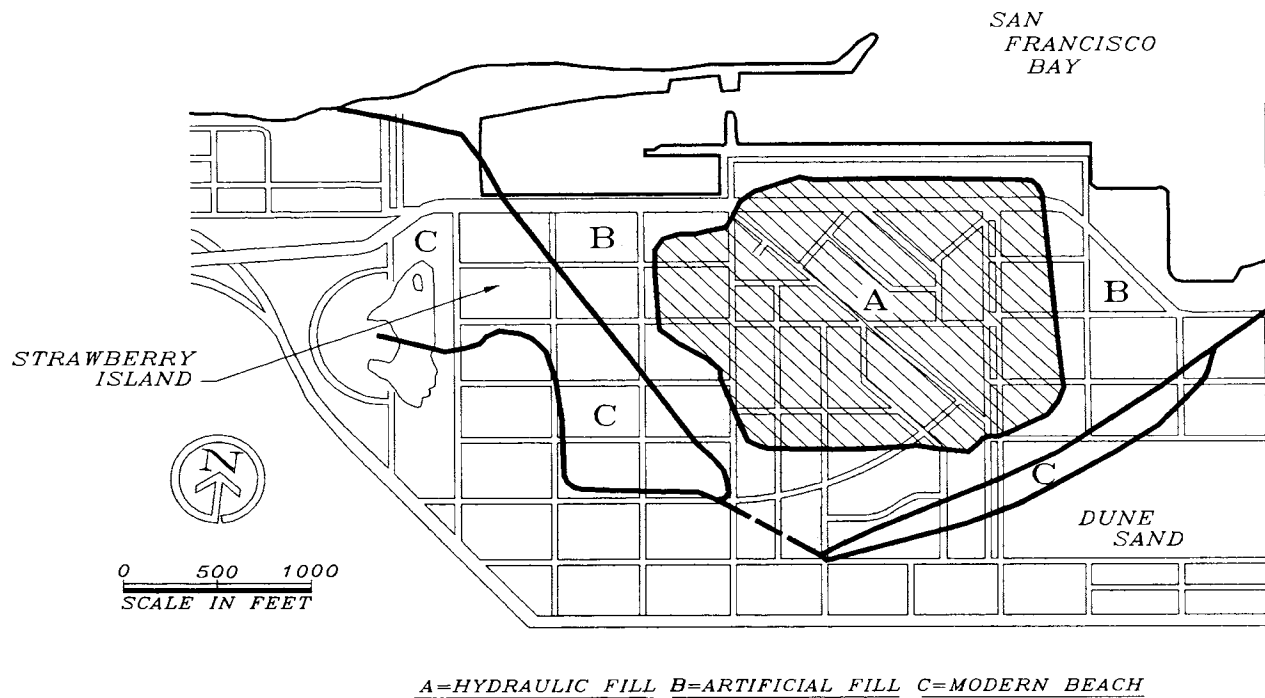 SAN
FRANCISCO
BAY
C
B
A
B
STRAWBERRY
ISLAND
C
C
N
DUNE
SAND
0 500 1000
SCALE IN FEET
A=HYDRAULIC FILL B=ARTIFICIAL FILL C=MODERN BEACH